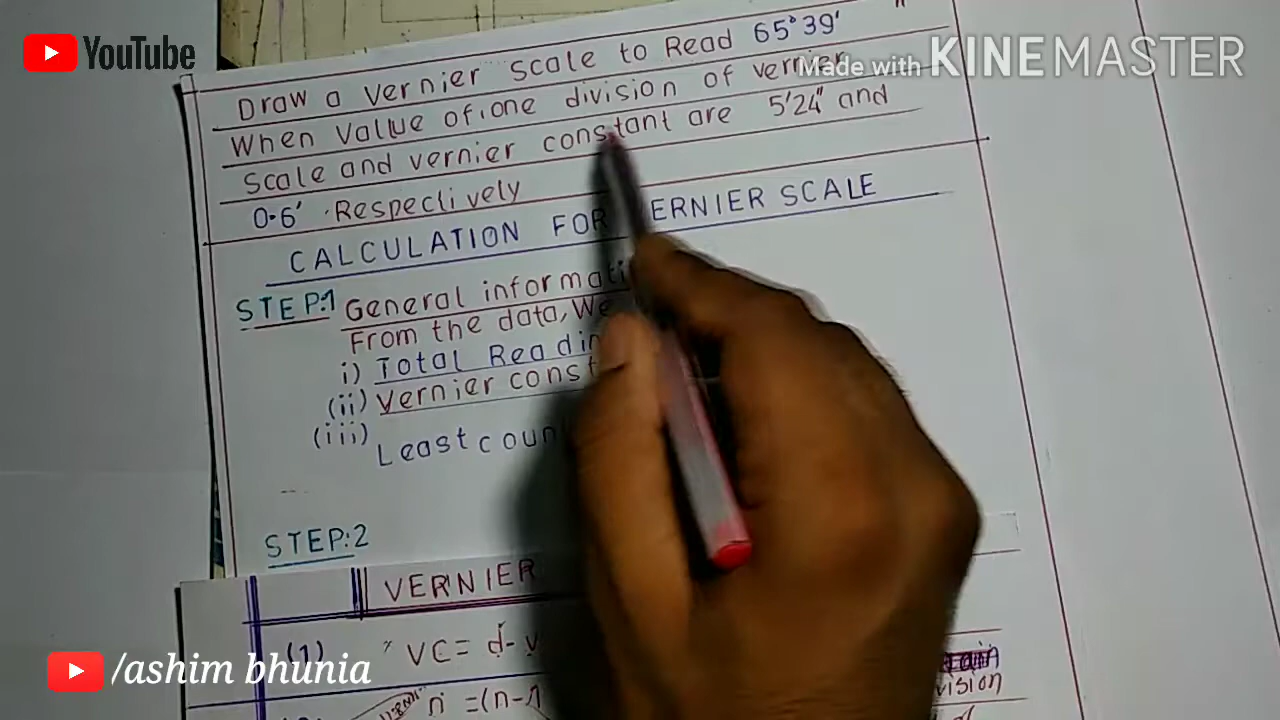 YouTube
Made with KINEMASTER
Draw a vernier scale to Read 65°39'
When value of one division of vernier
scale and vernier constant are 5'24" and
0.6' Respectively
CALCULATION FOR VERNIER SCALE
STEP:1 General informati
From the data, We
i) Total Readin
(ii) Vernier const
(iii) Least coun
STEP:2
VERNIER
(1) VC = d - v
n = (n-1
vision
/ashim bhunia